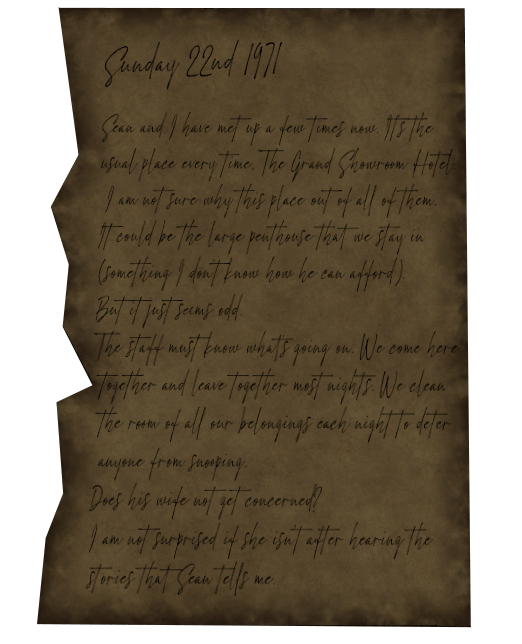 Sunday 22nd 1971
Sean and I have met up a few times now. It's the
usual place every time. The Grand Showroom Hotel.
I am not sure why this place out of all of them.
It could be the large penthouse that we stay in
(something I don't know how he can afford).
But it just seems odd.
The staff must know what's going on. We come here
together and leave together most nights. We clean
the room of all our belongings each night to deter
anyone from snooping.
Does his wife not get concerned?
I am not surprised if she isn't after hearing the
stories that Sean tells me.